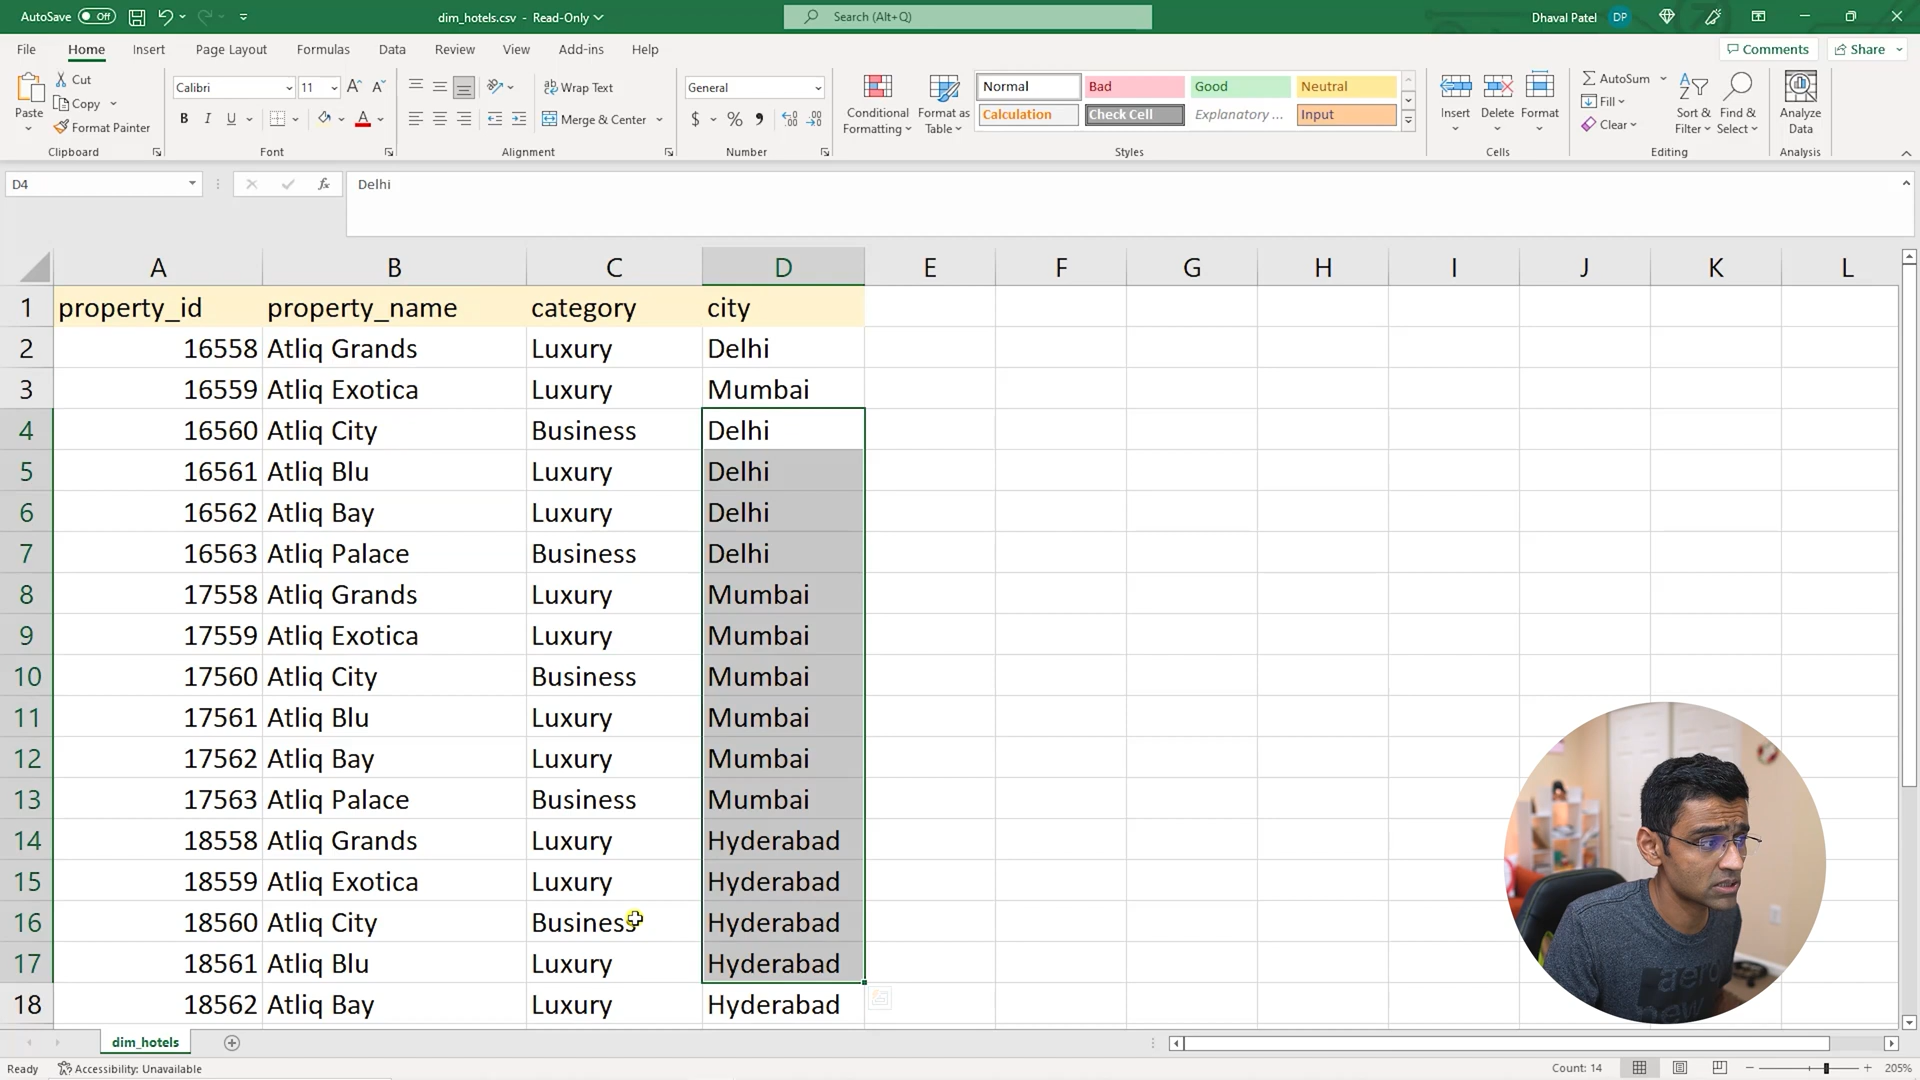 AutoSave Off dim_hotels.csv - Read-Only Search (Alt+Q) Dhaval Patel DP
File Home Insert Page Layout Formulas Data Review View Add-ins Help Comments Share
Paste Cut Copy Format Painter Clipboard
Calibri 11 B I U A Font
Wrap Text Merge & Center Alignment
General $ % Number
Conditional Formatting Format as Table
Normal Bad Good Neutral
Calculation Check Cell Explanatory ... Input
Styles
Insert Delete Format Cells
AutoSum Fill Clear Sort & Filter Find & Select Editing
Analyze Data Analysis
D4 fx Delhi
A B C D E F G H I J K L
1 property_id property_name category city
2 16558 Atliq Grands Luxury Delhi
3 16559 Atliq Exotica Luxury Mumbai
4 16560 Atliq City Business Delhi
5 16561 Atliq Blu Luxury Delhi
6 16562 Atliq Bay Luxury Delhi
7 16563 Atliq Palace Business Delhi
8 17558 Atliq Grands Luxury Mumbai
9 17559 Atliq Exotica Luxury Mumbai
10 17560 Atliq City Business Mumbai
11 17561 Atliq Blu Luxury Mumbai
12 17562 Atliq Bay Luxury Mumbai
13 17563 Atliq Palace Business Mumbai
14 18558 Atliq Grands Luxury Hyderabad
15 18559 Atliq Exotica Luxury Hyderabad
16 18560 Atliq City Business Hyderabad
17 18561 Atliq Blu Luxury Hyderabad
18 18562 Atliq Bay Luxury Hyderabad
dim_hotels
Ready Accessibility: Unavailable Count: 14 205%